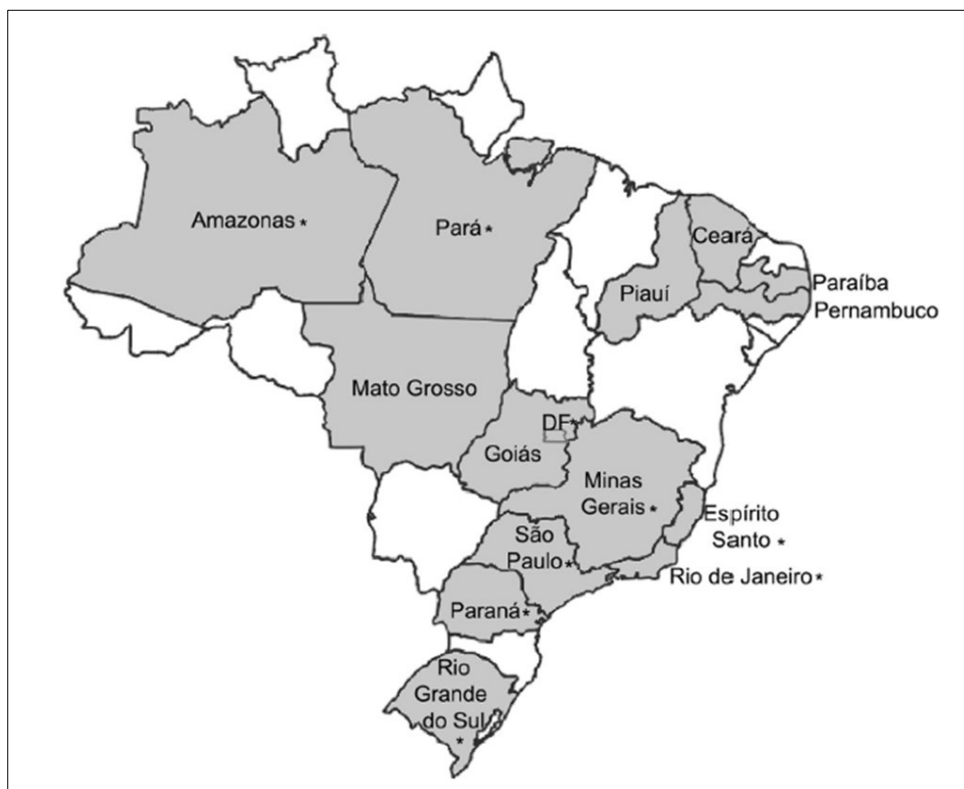 Amazonas *
Pará *
Ceará
Piauí
Paraíba
Pernambuco
Mato Grosso
DF*
Goiás
Minas
Gerais *
Espírito
Santo *
São
Paulo *
Rio de Janeiro *
Paraná *
Rio
Grande
do Sul
*